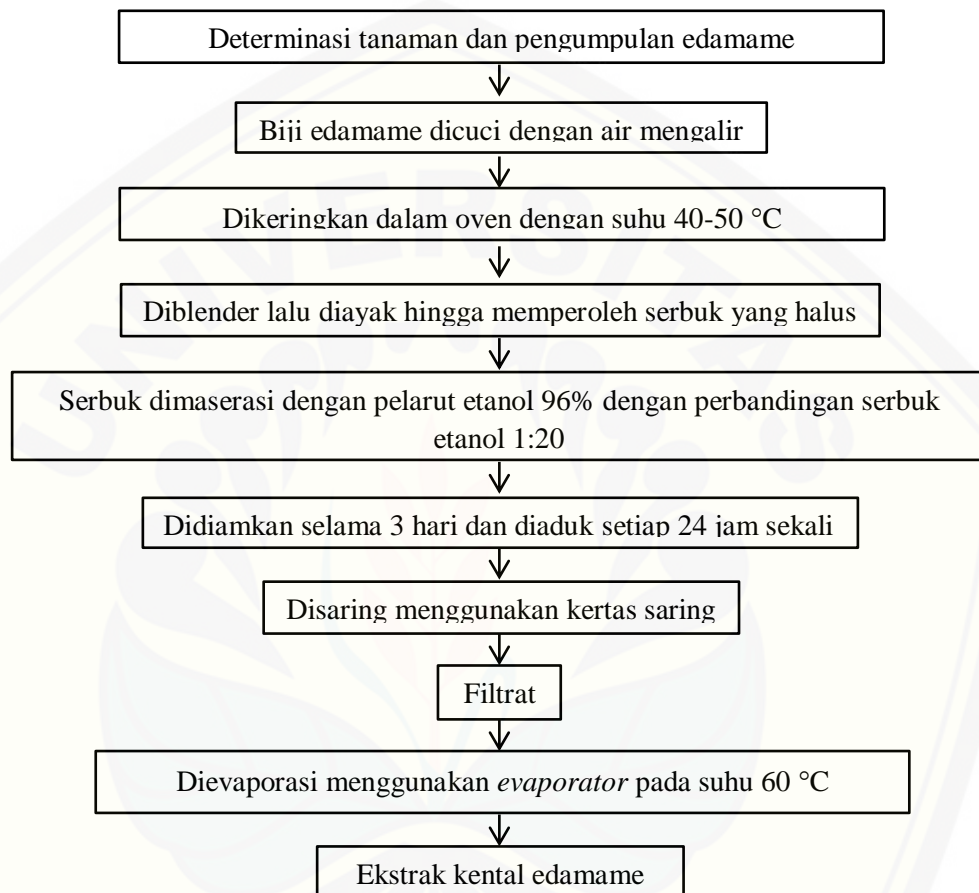 Determinasi tanaman dan pengumpulan edamame
Biji edamame dicuci dengan air mengalir
Dikeringkan dalam oven dengan suhu 40-50 °C
Diblender lalu diayak hingga memperoleh serbuk yang halus
Serbuk dimaserasi dengan pelarut etanol 96% dengan perbandingan serbuk
etanol 1:20
Didiamkan selama 3 hari dan diaduk setiap 24 jam sekali
Disaring menggunakan kertas saring
Filtrat
Dievaporasi menggunakan evaporator pada suhu 60 °C
Ekstrak kental edamame
UNIVERSITAS